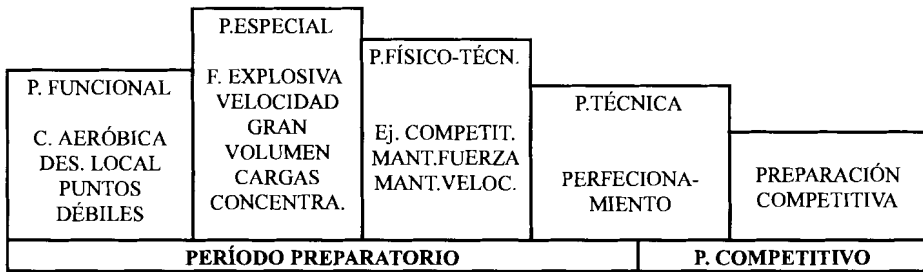 P. FUNCIONAL
C. AERÓBICA
DES. LOCAL
PUNTOS
DÉBILES
P.ESPECIAL
F. EXPLOSIVA
VELOCIDAD
GRAN
VOLUMEN
CARGAS
CONCENTRA.
P.FÍSICO-TÉCN.
Ej. COMPETIT.
MANT.FUERZA
MANT.VELOC.
P.TÉCNICA
PERFECIONA-
MIENTO
PREPARACIÓN
COMPETITIVA
PERÍODO PREPARATORIO
P. COMPETITIVO